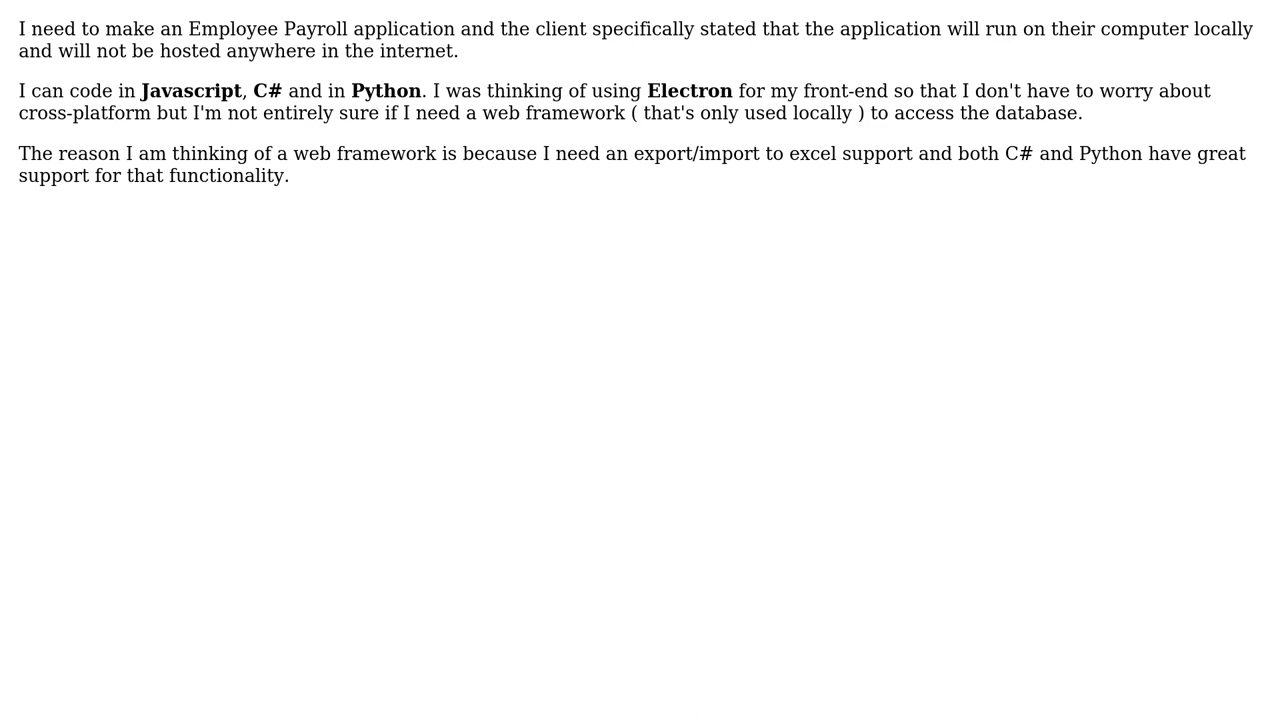 I need to make an Employee Payroll application and the client specifically stated that the application will run on their computer locally
and will not be hosted anywhere in the internet.
I can code in Javascript, C# and in Python. I was thinking of using Electron for my front-end so that I don't have to worry about
cross-platform but I'm not entirely sure if I need a web framework ( that's only used locally ) to access the database.
The reason I am thinking of a web framework is because I need an export/import to excel support and both C# and Python have great
support for that functionality.